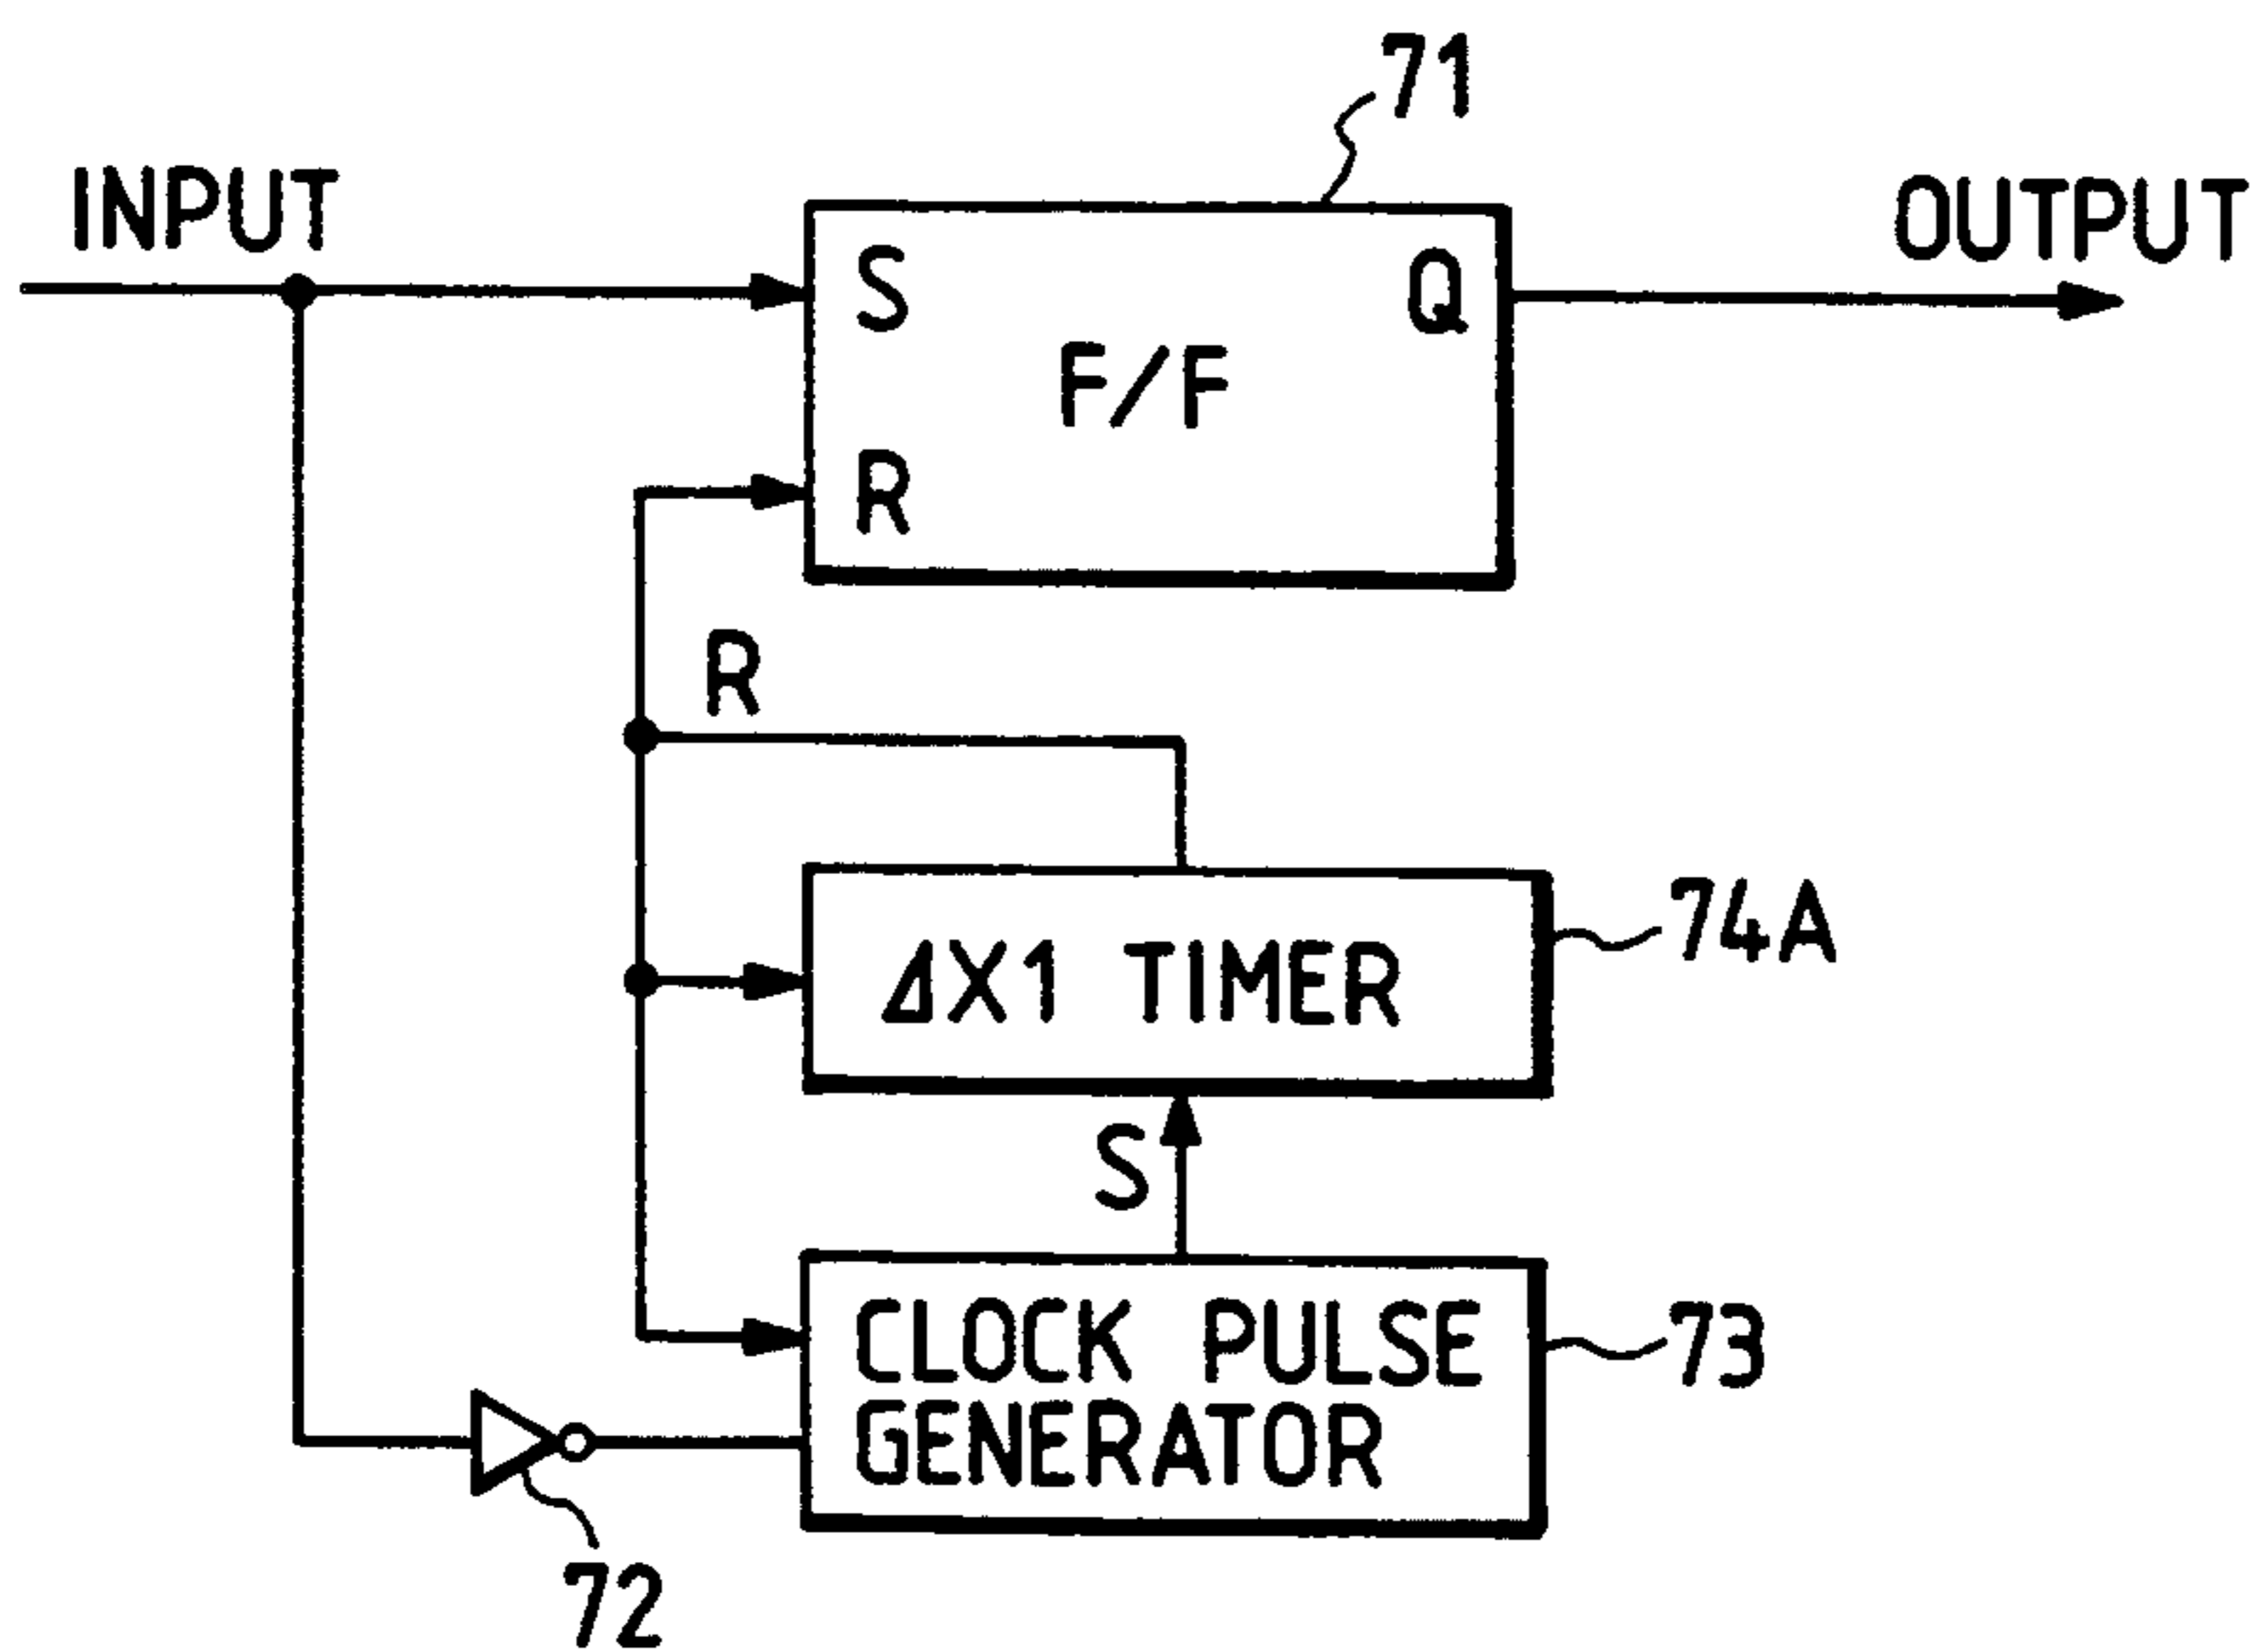 71
INPUT
OUTPUT
S
Q
F/F
R
R
ΔX1 TIMER
74A
S
CLOCK PULSE
GENERATOR
73
72